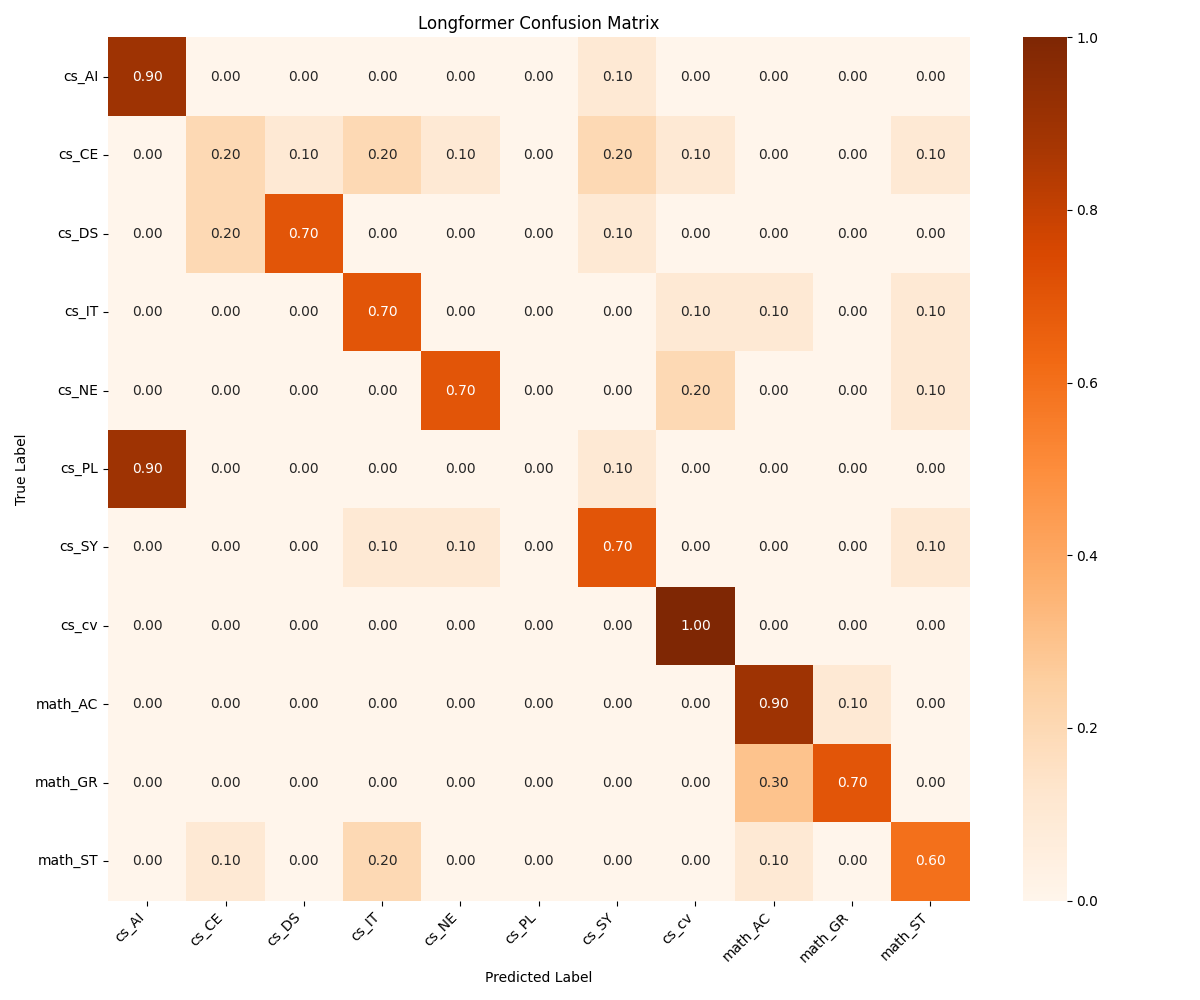 Longformer Confusion Matrix
cs_AI 0.90 0.00 0.00 0.00 0.00 0.00 0.10 0.00 0.00 0.00 0.00
cs_CE 0.00 0.20 0.10 0.20 0.10 0.00 0.20 0.10 0.00 0.00 0.10
cs_DS 0.00 0.20 0.70 0.00 0.00 0.00 0.10 0.00 0.00 0.00 0.00
cs_IT 0.00 0.00 0.00 0.70 0.00 0.00 0.00 0.10 0.10 0.00 0.10
cs_NE 0.00 0.00 0.00 0.00 0.70 0.00 0.00 0.20 0.00 0.00 0.10
cs_PL 0.90 0.00 0.00 0.00 0.00 0.00 0.10 0.00 0.00 0.00 0.00
cs_SY 0.00 0.00 0.00 0.10 0.10 0.00 0.70 0.00 0.00 0.00 0.10
cs_cv 0.00 0.00 0.00 0.00 0.00 0.00 0.00 1.00 0.00 0.00 0.00
math_AC 0.00 0.00 0.00 0.00 0.00 0.00 0.00 0.00 0.90 0.10 0.00
math_GR 0.00 0.00 0.00 0.00 0.00 0.00 0.00 0.00 0.30 0.70 0.00
math_ST 0.00 0.10 0.00 0.20 0.00 0.00 0.00 0.00 0.10 0.00 0.60
cs_AI cs_CE cs_DS cs_IT cs_NE cs_PL cs_SY cs_cv math_AC math_GR math_ST
Predicted Label
True Label
1.0
0.8
0.6
0.4
0.2
0.0